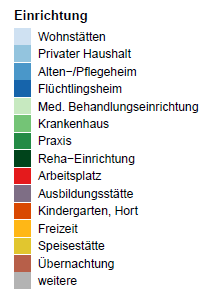 Einrichtung
Wohnstätten
Privater Haushalt
Alten−/Pflegeheim
Flüchtlingsheim
Med. Behandlungseinrichtung
Krankenhaus
Praxis
Reha−Einrichtung
Arbeitsplatz
Ausbildungsstätte
Kindergarten, Hort
Freizeit
Speisestätte
Übernachtung
weitere